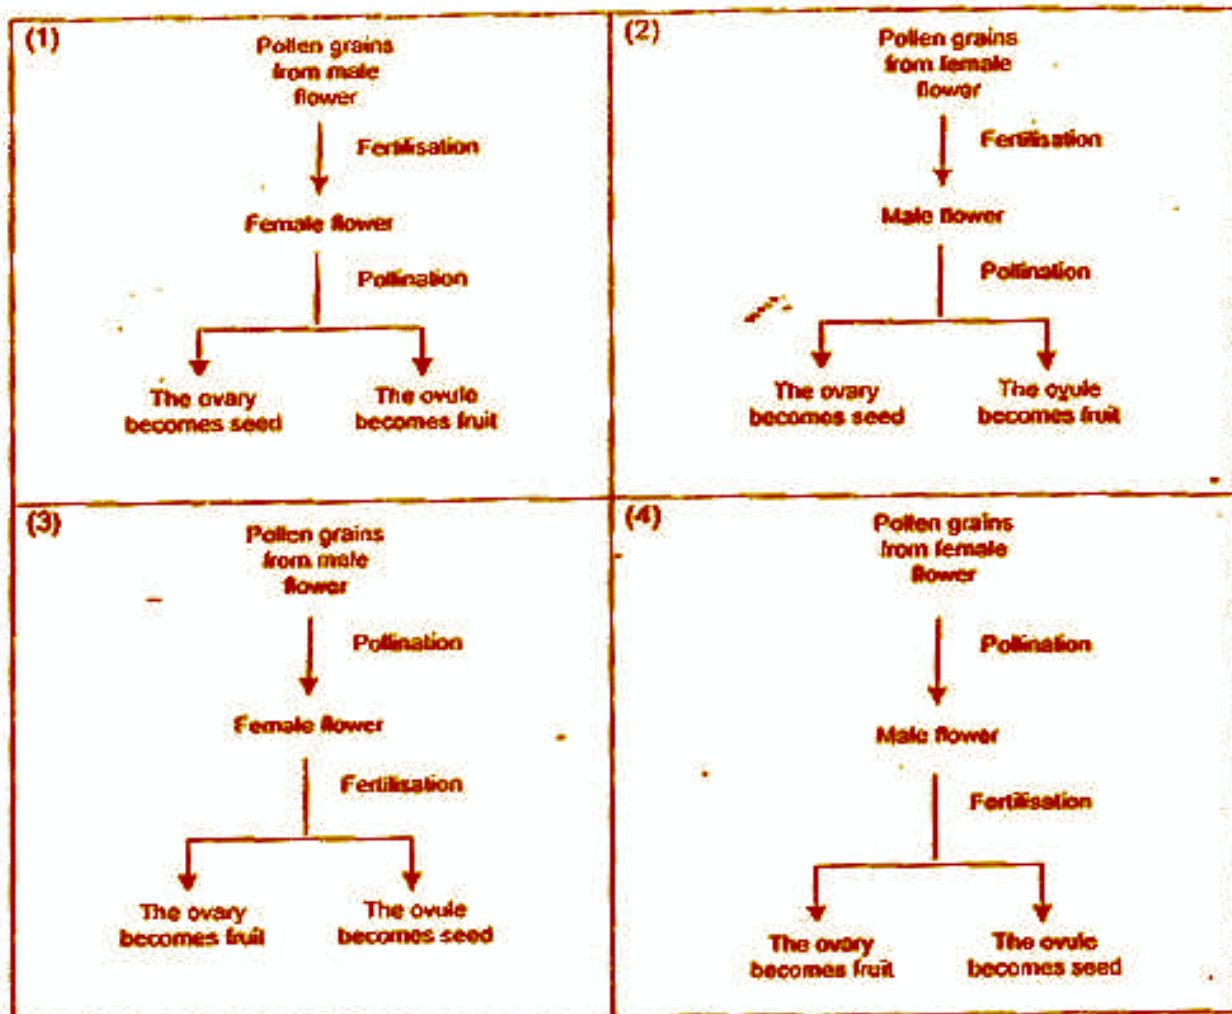 (1)
Pollen grains
from male
flower
Fertilisation
Female flower
Pollination
The ovary
becomes seed
The ovule
becomes fruit
(2)
Pollen grains
from female
flower
Fertilisation
Male flower
Pollination
The ovary
becomes seed
The ovule
becomes fruit
(3)
Pollen grains
from male
flower
Pollination
Female flower
Fertilisation
The ovary
becomes fruit
The ovule
becomes seed
(4)
Pollen grains
from female
flower
Pollination
Male flower
Fertilisation
The ovary
becomes fruit
The ovule
becomes seed